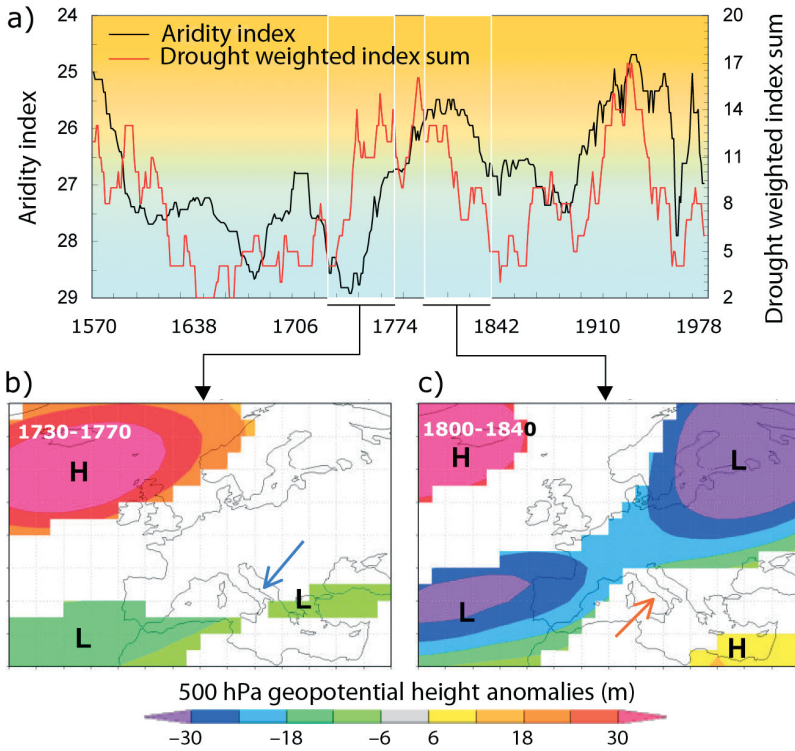 a)
24
25
26
27
28
29
Aridity index
Aridity index
Drought weighted index sum
20
17
14
11
8
5
2
Drought weighted index sum
1570
1638
1706
1774
1842
1910
1978
b)
1730-1770
H
L
L
c)
1800-1840
H
L
L
H
500 hPa geopotential height anomalies (m)
–30
–18
–6
6
18
30